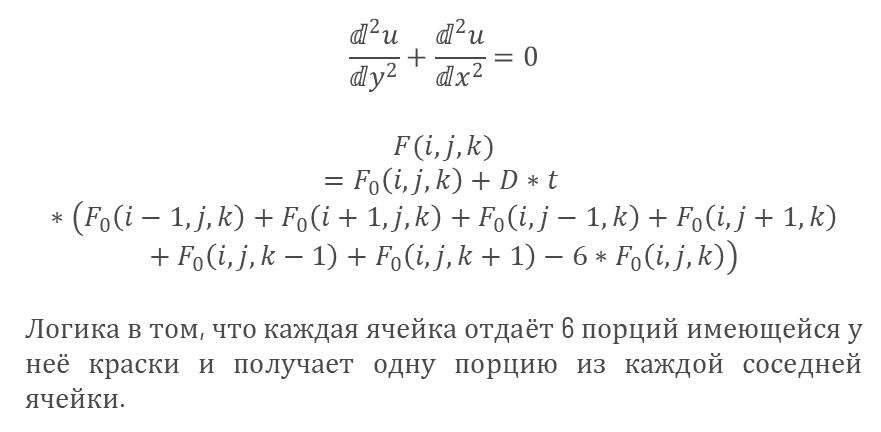 ⅆ²u/ⅆy² + ⅆ²u/ⅆx² = 0
F(i, j, k)
= F₀(i, j, k) + D ∗ t
∗ (F₀(i − 1, j, k) + F₀(i + 1, j, k) + F₀(i, j − 1, k) + F₀(i, j + 1, k)
+ F₀(i, j, k − 1) + F₀(i, j, k + 1) − 6 ∗ F₀(i, j, k))
Логика в том, что каждая ячейка отдаёт 6 порций имеющейся у
неё краски и получает одну порцию из каждой соседней
ячейки.